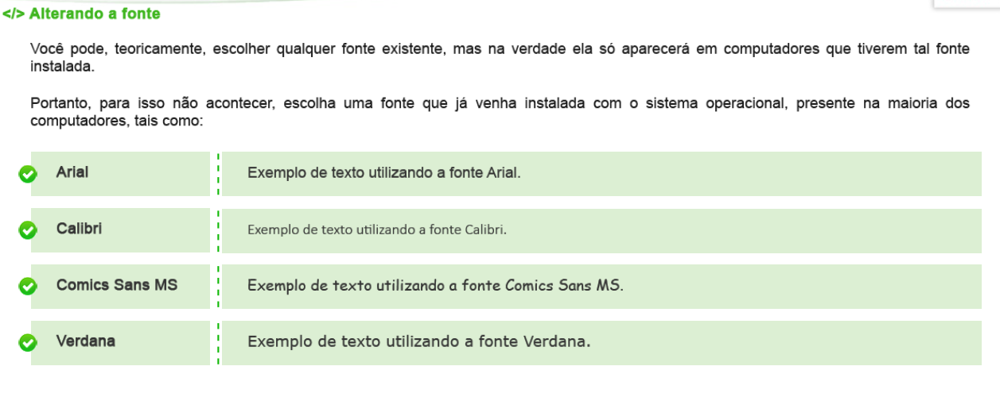 </> Alterando a fonte
Você pode, teoricamente, escolher qualquer fonte existente, mas na verdade ela só aparecerá em computadores que tiverem tal fonte
instalada.
Portanto, para isso não acontecer, escolha uma fonte que já venha instalada com o sistema operacional, presente na maioria dos
computadores, tais como:
Arial
Exemplo de texto utilizando a fonte Arial.
Calibri
Exemplo de texto utilizando a fonte Calibri.
Comics Sans MS
Exemplo de texto utilizando a fonte Comics Sans MS.
Verdana
Exemplo de texto utilizando a fonte Verdana.